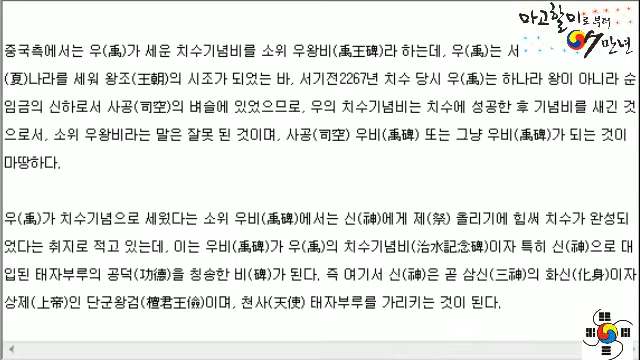 마고할미로부터
7만년
중국측에서는 우(禹)가 세운 치수기념비를 소위 우왕비(禹王碑)라 하는데, 우(禹)는 서
(夏)나라를 세워 왕조(王朝)의 시조가 되었는 바, 서기전2267년 치수 당시 우(禹)는 하나라 왕이 아니라 순
임금의 신하로서 사공(司空)의 벼슬에 있었으므로, 우의 치수기념비는 치수에 성공한 후 기념비를 새긴 것
으로서, 소위 우왕비라는 말은 잘못 된 것이며, 사공(司空) 우비(禹碑) 또는 그냥 우비(禹碑)가 되는 것이
마땅하다.
우(禹)가 치수기념으로 세웠다는 소위 우비(禹碑)에서는 신(神)에게 제(祭) 올리기에 힘써 치수가 완성되
었다는 취지로 적고 있는데, 이는 우비(禹碑)가 우(禹)의 치수기념비(治水記念碑)이자 특히 신(神)으로 대
입된 태자부루의 공덕(功德)을 칭송한 비(碑)가 된다. 즉 여기서 신(神)은 곧 삼신(三神)의 화신(化身)이자
상제(上帝)인 단군왕검(檀君王儉)이며, 천사(天使) 태자부루를 가리키는 것이 된다.